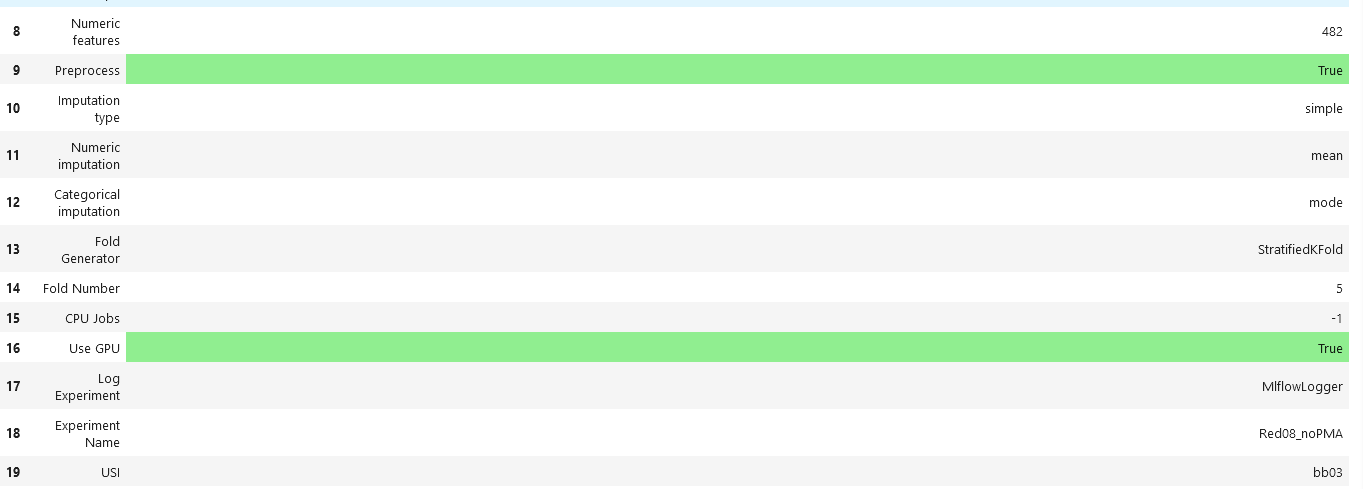 8 Numeric features 482
9 Preprocess True
10 Imputation type simple
11 Numeric imputation mean
12 Categorical imputation mode
13 Fold Generator StratifiedKFold
14 Fold Number 5
15 CPU Jobs -1
16 Use GPU True
17 Log Experiment MlflowLogger
18 Experiment Name Red08_noPMA
19 USI bb03